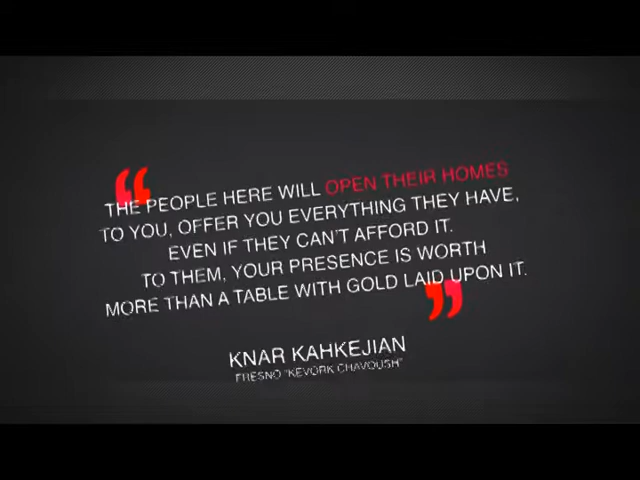 “
THE PEOPLE HERE WILL OPEN THEIR HOMES
TO YOU, OFFER YOU EVERYTHING THEY HAVE,
EVEN IF THEY CAN'T AFFORD IT.
TO THEM, YOUR PRESENCE IS WORTH
MORE THAN A TABLE WITH GOLD LAID UPON IT.
”
KNAR KAHKEJIAN
FRESNO "KEVORK CHAVOUSH"